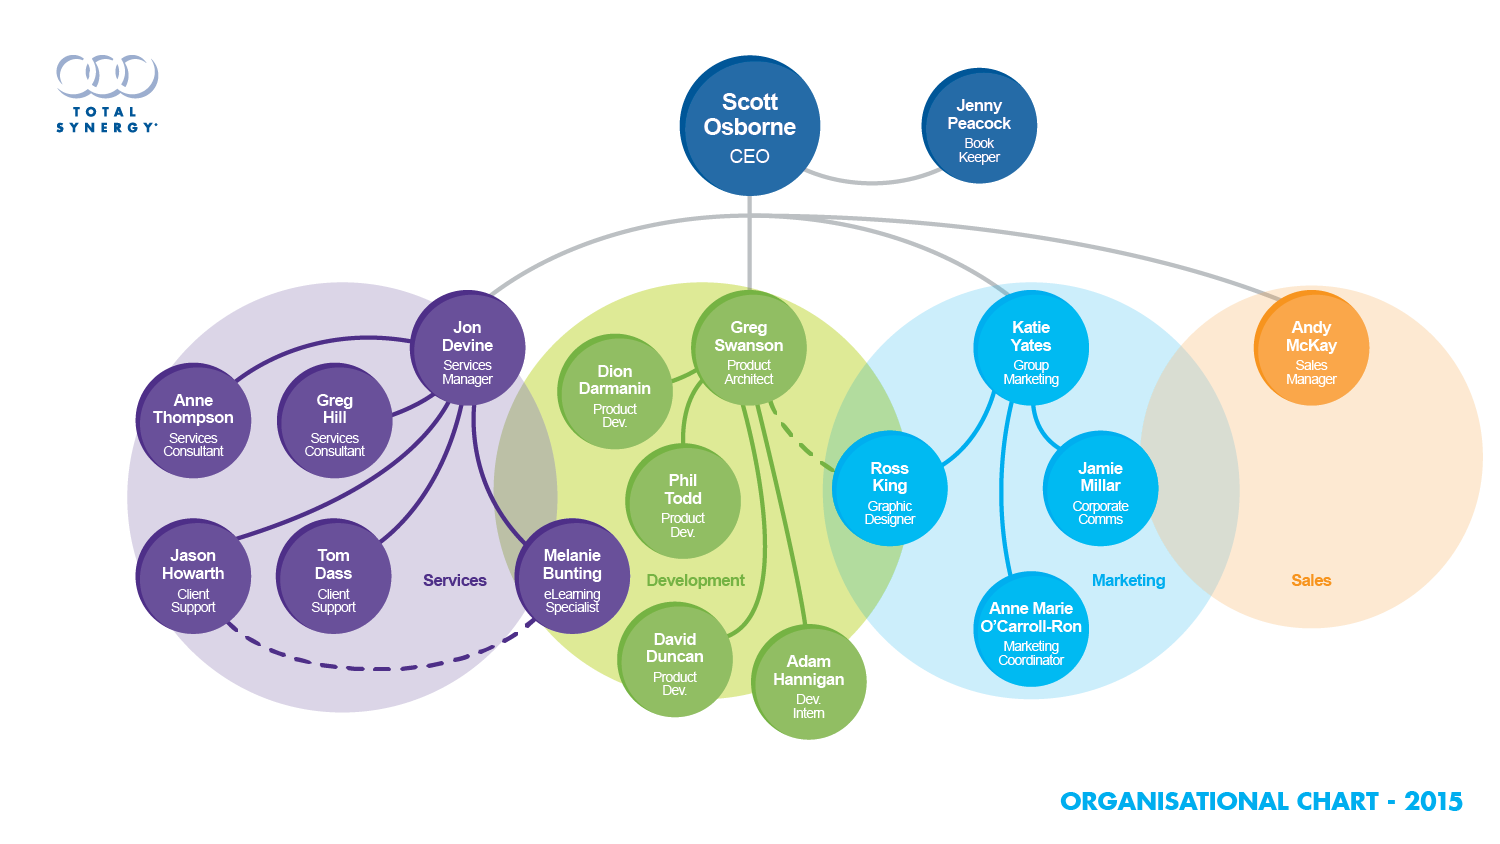 TOTAL
SYNERGY
Scott
Osborne
CEO
Jenny
Peacock
Book
Keeper
Jon
Devine
Services
Manager
Greg
Swanson
Product
Architect
Katie
Yates
Group
Marketing
Andy
McKay
Sales
Manager
Anne
Thompson
Services
Consultant
Greg
Hill
Services
Consultant
Dion
Darmanin
Product
Dev.
Phil
Todd
Product
Dev.
Ross
King
Graphic
Designer
Jamie
Millar
Corporate
Comms
Jason
Howarth
Client
Support
Tom
Dass
Client
Support
Services
Melanie
Bunting
eLearning
Specialist
Development
Marketing
Sales
David
Duncan
Product
Dev.
Adam
Hannigan
Dev.
Intern
Anne Marie
O'Carroll-Ron
Marketing
Coordinator
ORGANISATIONAL CHART - 2015